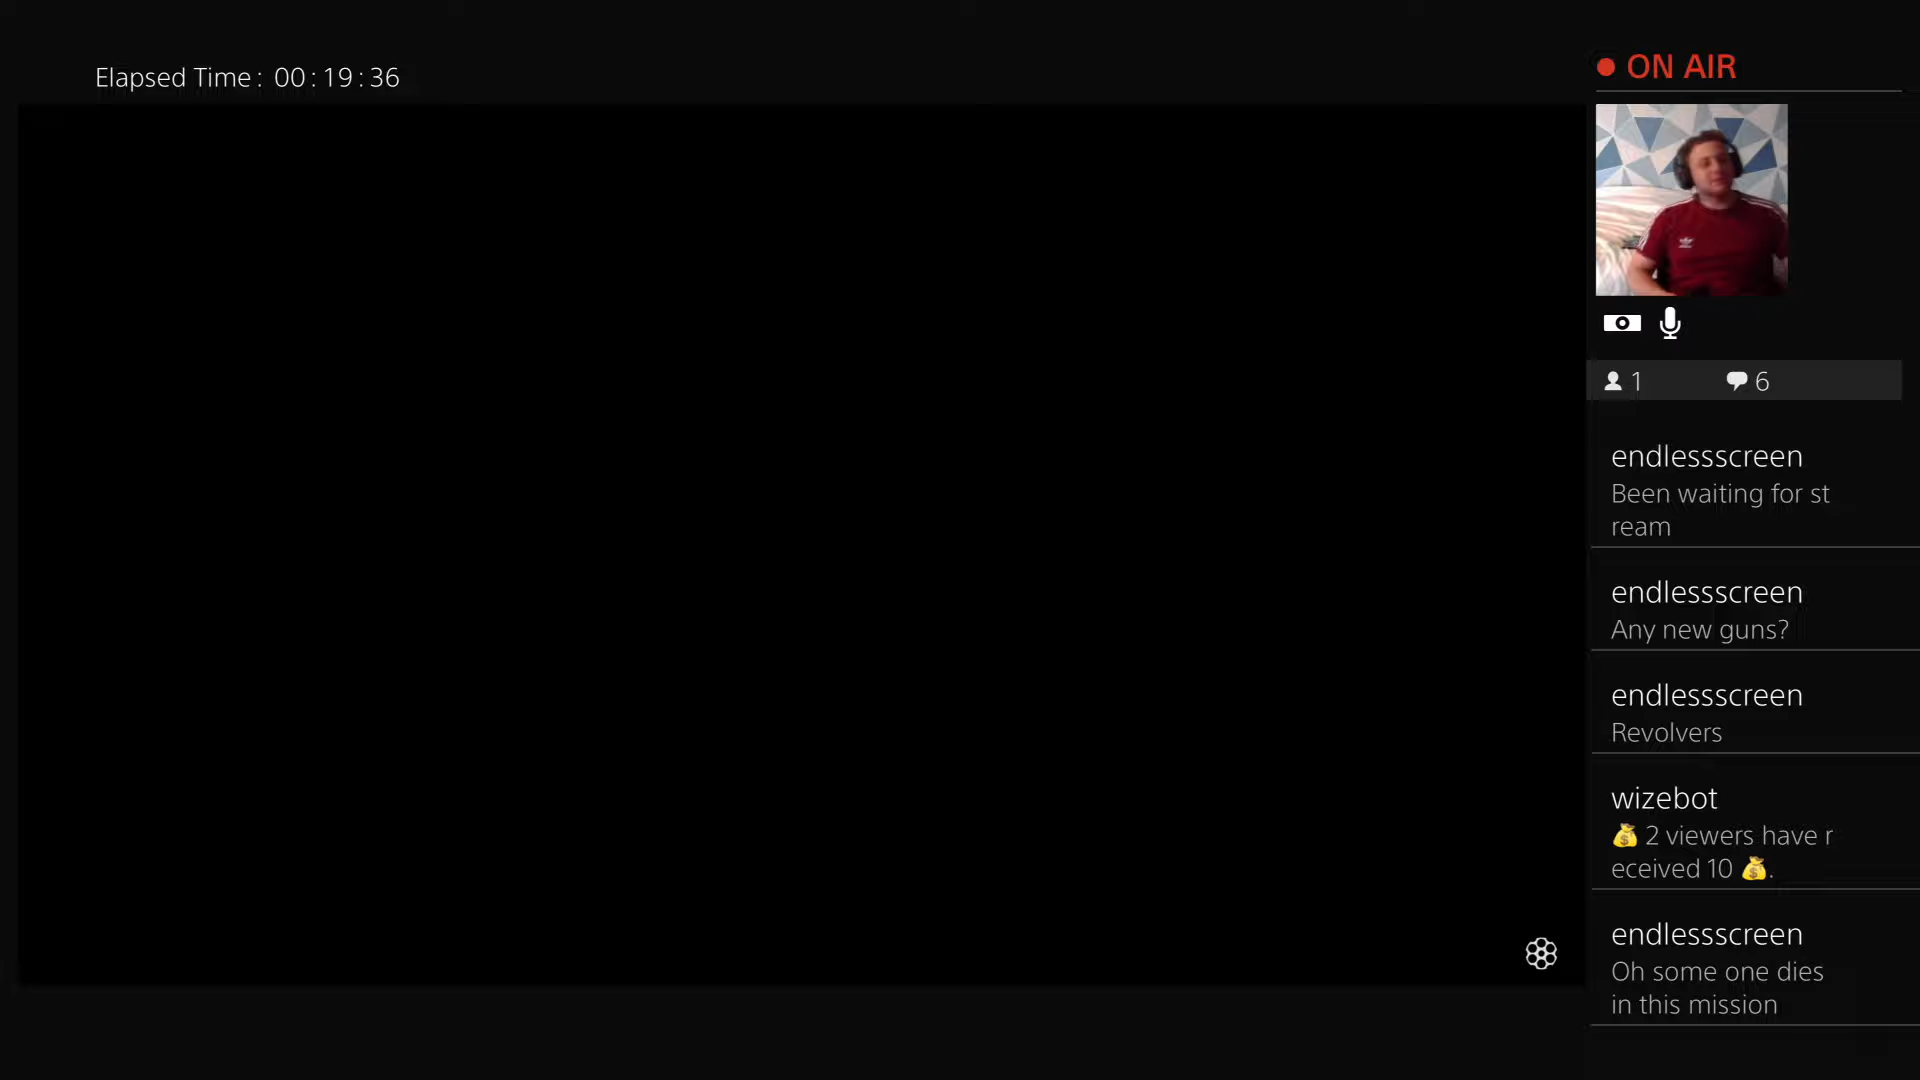 Elapsed Time: 00:19:36
ON AIR
1 6
endlessscreen
Been waiting for st
ream
endlessscreen
Any new guns?
endlessscreen
Revolvers
wizebot
💰 2 viewers have r
eceived 10 💰.
endlessscreen
Oh some one dies
in this mission